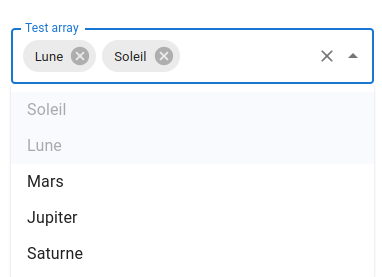 Test array
Lune Soleil
Soleil
Lune
Mars
Jupiter
Saturne